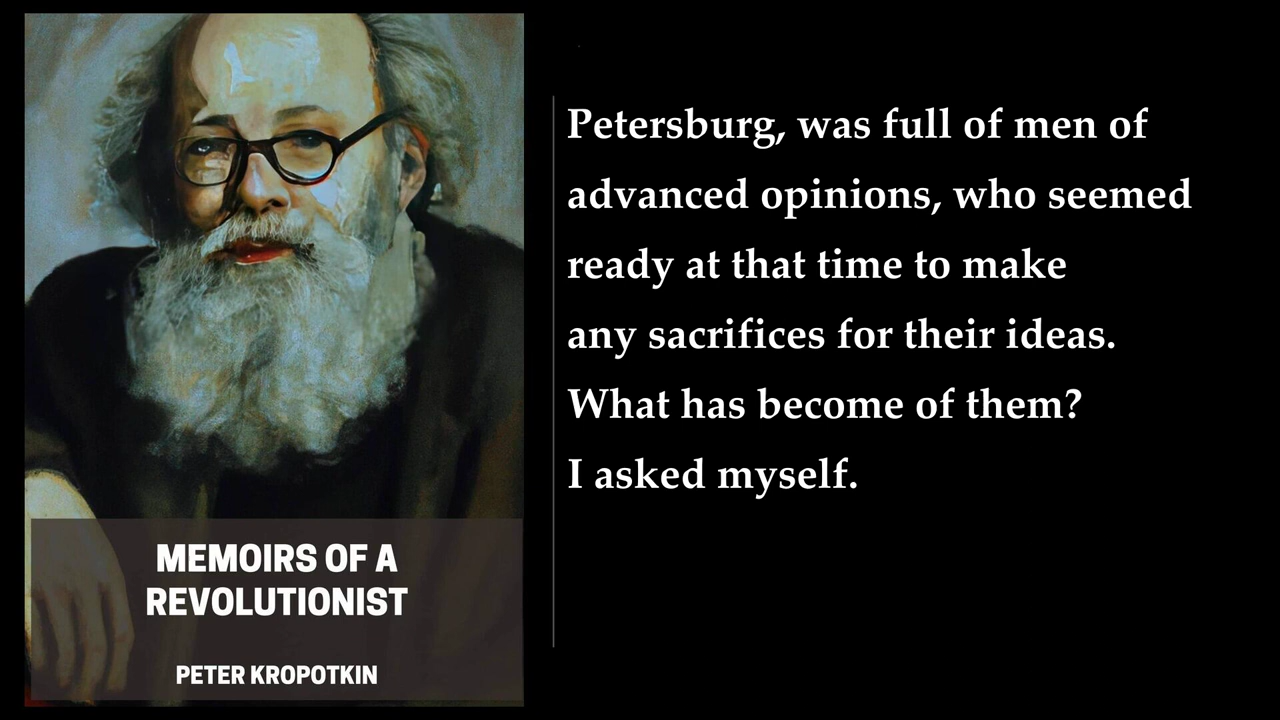 MEMOIRS OF A
REVOLUTIONIST
PETER KROPOTKIN
Petersburg, was full of men of
advanced opinions, who seemed
ready at that time to make
any sacrifices for their ideas.
What has become of them?
I asked myself.